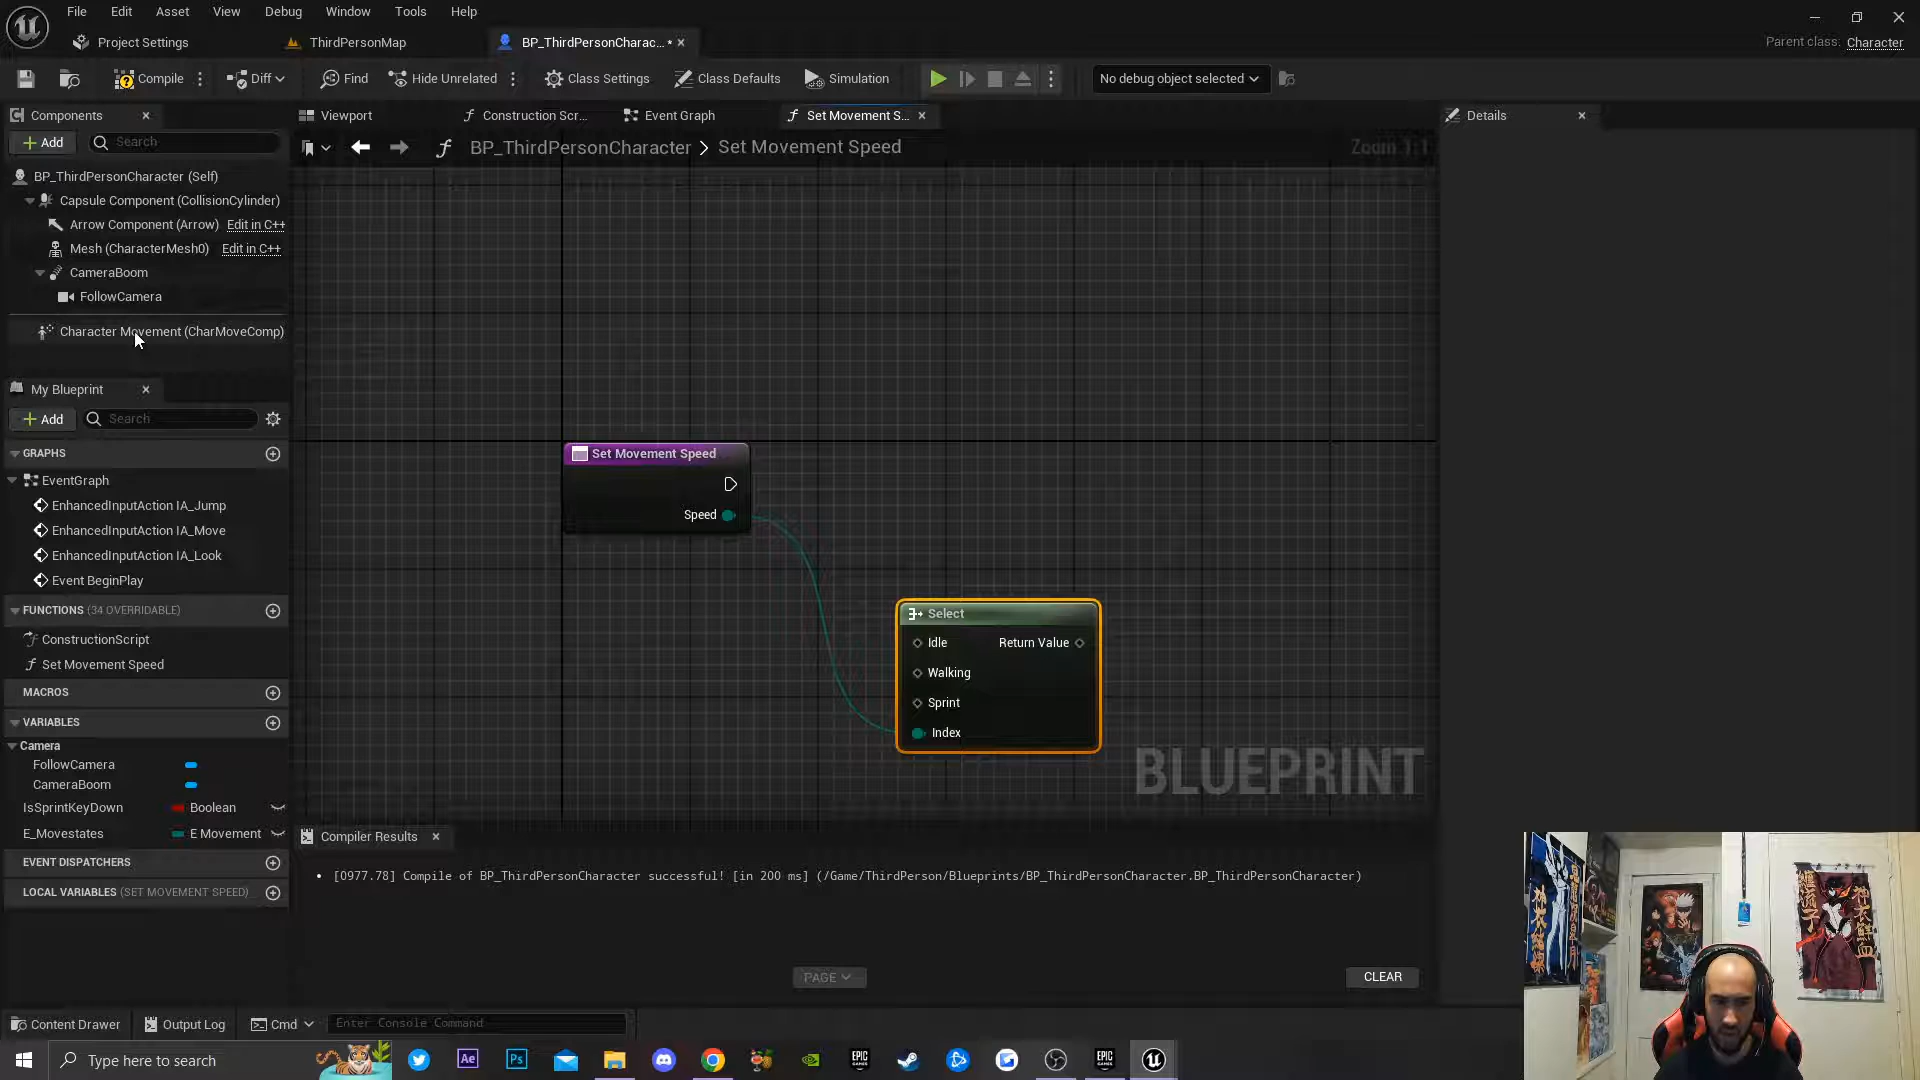 File Edit Asset View Debug Window Tools Help
Project Settings ThirdPersonMap BP_ThirdPersonCharac… * Parent class: Character
Compile Diff Find Hide Unrelated Class Settings Class Defaults Simulation No debug object selected
Components Viewport Construction Scr... Event Graph Set Movement S... Details
Add Search
BP_ThirdPersonCharacter > Set Movement Speed Zoom 1:1
BP_ThirdPersonCharacter (Self)
Capsule Component (CollisionCylinder)
Arrow Component (Arrow) Edit in C++
Mesh (CharacterMesh0) Edit in C++
CameraBoom
FollowCamera
Character Movement (CharMoveComp)
My Blueprint
Add Search
GRAPHS
EventGraph
EnhancedInputAction IA_Jump
EnhancedInputAction IA_Move
EnhancedInputAction IA_Look
Event BeginPlay
FUNCTIONS (34 OVERRIDABLE)
ConstructionScript
Set Movement Speed
MACROS
VARIABLES
Camera
FollowCamera
CameraBoom
IsSprintKeyDown Boolean
E_Movestates E Movement
EVENT DISPATCHERS
LOCAL VARIABLES (SET MOVEMENT SPEED)
Set Movement Speed
Speed
Select
Idle Return Value
Walking
Sprint
Index
BLUEPRINT
Compiler Results
[0977.78] Compile of BP_ThirdPersonCharacter successful! [in 200 ms] (/Game/ThirdPerson/Blueprints/BP_ThirdPersonCharacter.BP_ThirdPersonCharacter)
PAGE CLEAR
Content Drawer Output Log Cmd Enter Console Command
Type here to search Ae Ps EPIC GAMES EPIC GAMES